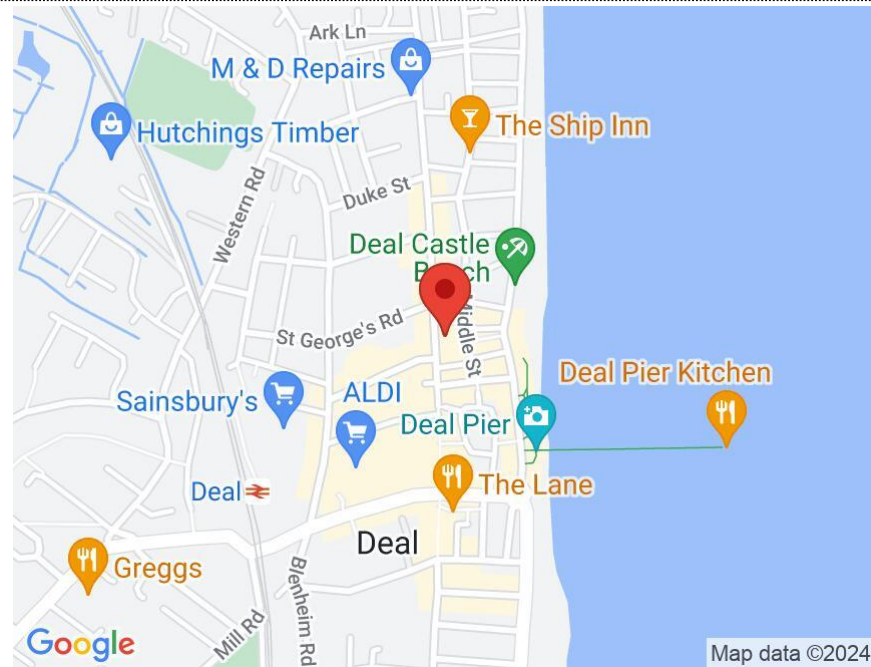 Ark Ln
M & D Repairs
The Ship Inn
Hutchings Timber
Western Rd
Duke St
Deal Castle
B ch
Middle St
St George's Rd
Deal Pier Kitchen
ALDI
Sainsbury's
Deal Pier
Deal
The Lane
Deal
Greggs
Blenheim Rd
Mill Rd
Google
Map data ©2024